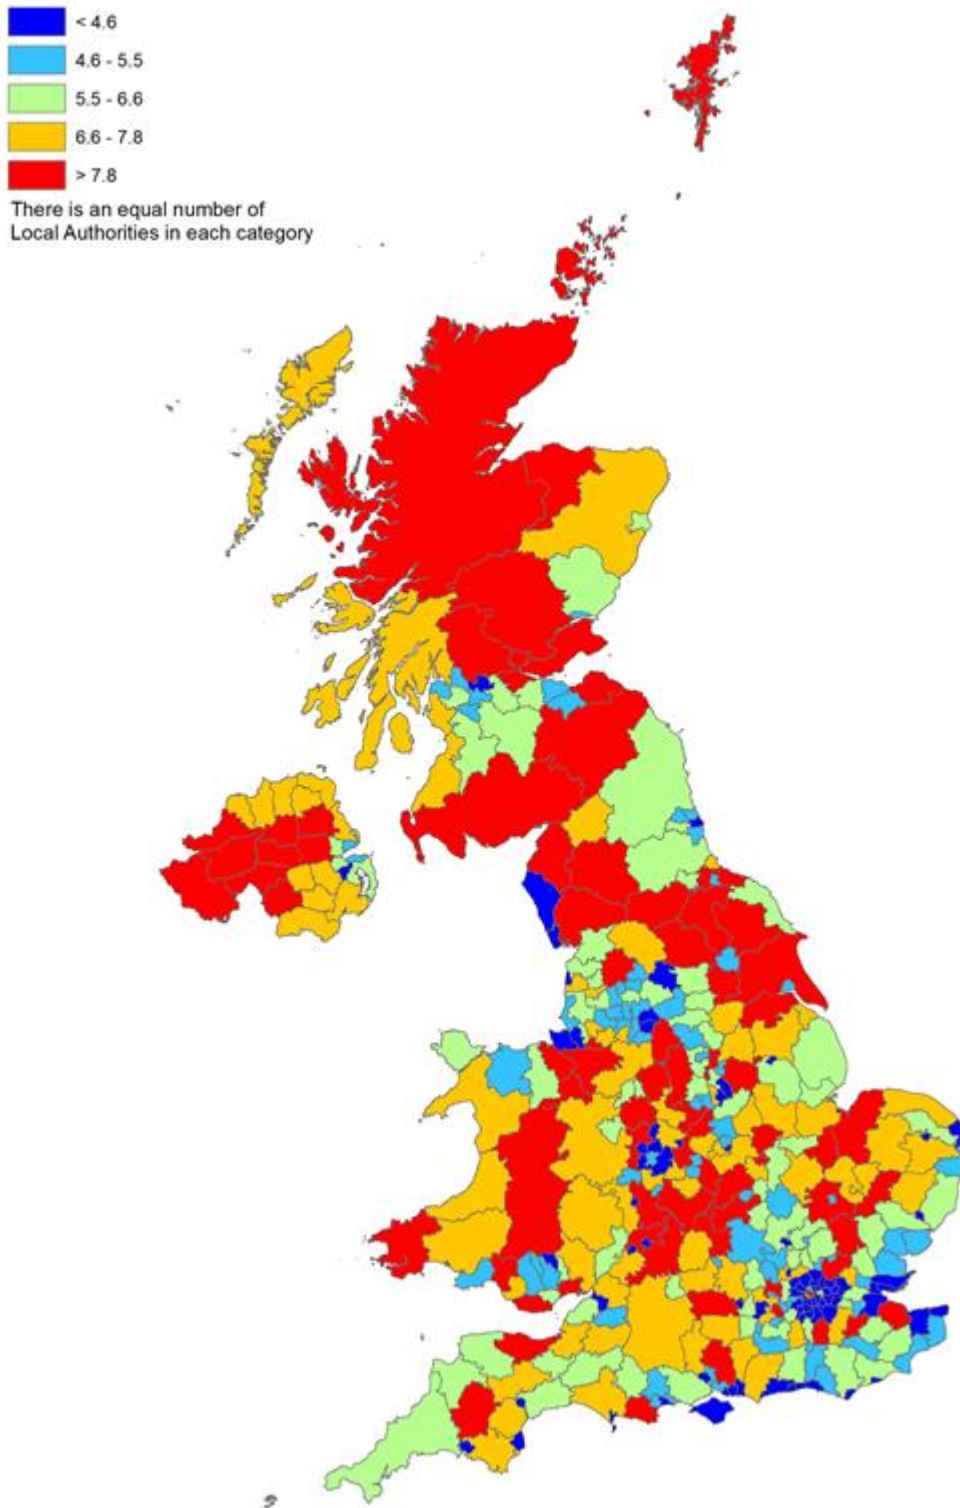 < 4.6
4.6 - 5.5
5.5 - 6.6
6.6 - 7.8
> 7.8
There is an equal number of
Local Authorities in each category